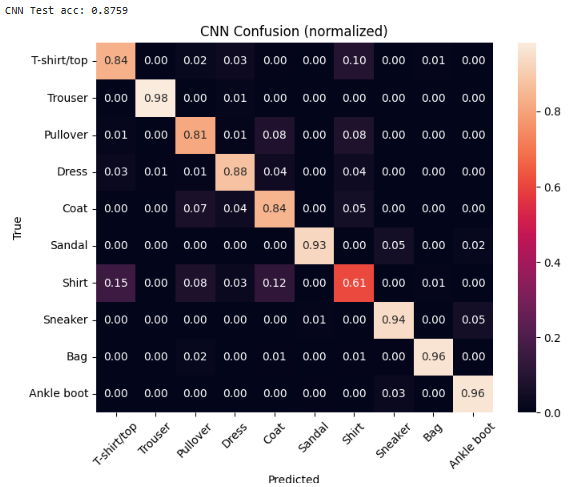 CNN Test acc: 0.8759
CNN Confusion (normalized)
T-shirt/top 0.84 0.00 0.02 0.03 0.00 0.00 0.10 0.00 0.01 0.00
Trouser 0.00 0.98 0.00 0.01 0.00 0.00 0.00 0.00 0.00 0.00
Pullover 0.01 0.00 0.81 0.01 0.08 0.00 0.08 0.00 0.00 0.00
Dress 0.03 0.01 0.01 0.88 0.04 0.00 0.04 0.00 0.00 0.00
Coat 0.00 0.00 0.07 0.04 0.84 0.00 0.05 0.00 0.00 0.00
Sandal 0.00 0.00 0.00 0.00 0.00 0.93 0.00 0.05 0.00 0.02
Shirt 0.15 0.00 0.08 0.03 0.12 0.00 0.61 0.00 0.01 0.00
Sneaker 0.00 0.00 0.00 0.00 0.00 0.01 0.00 0.94 0.00 0.05
Bag 0.00 0.00 0.02 0.00 0.01 0.00 0.01 0.00 0.96 0.00
Ankle boot 0.00 0.00 0.00 0.00 0.00 0.00 0.00 0.03 0.00 0.96
True
T-shirt/top Trouser Pullover Dress Coat Sandal Shirt Sneaker Bag Ankle boot
Predicted
0.8
0.6
0.4
0.2
0.0